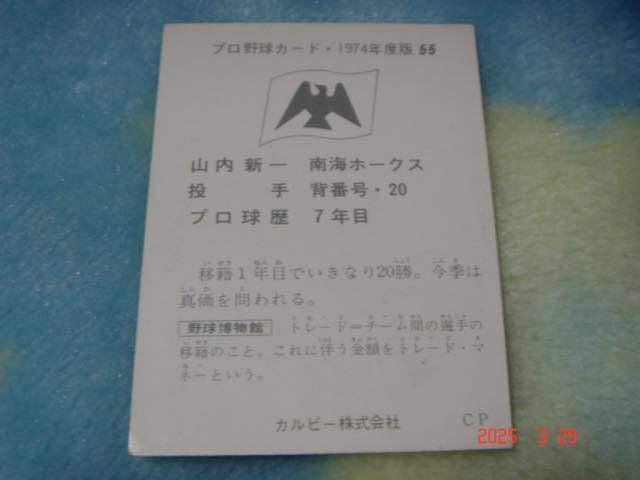 プロ野球カード・1974年度版 55
山内新一 南海ホークス
投手 背番号・20
プロ球歴 7年目
移籍1年目でいきなり20勝。今季は
真価を問われる。
野球博物館 トレード＝チーム間の選手の
移籍のこと。これに伴う金額をトレード・マ
ネーという。
カルビー株式会社 CP
2025 3 29